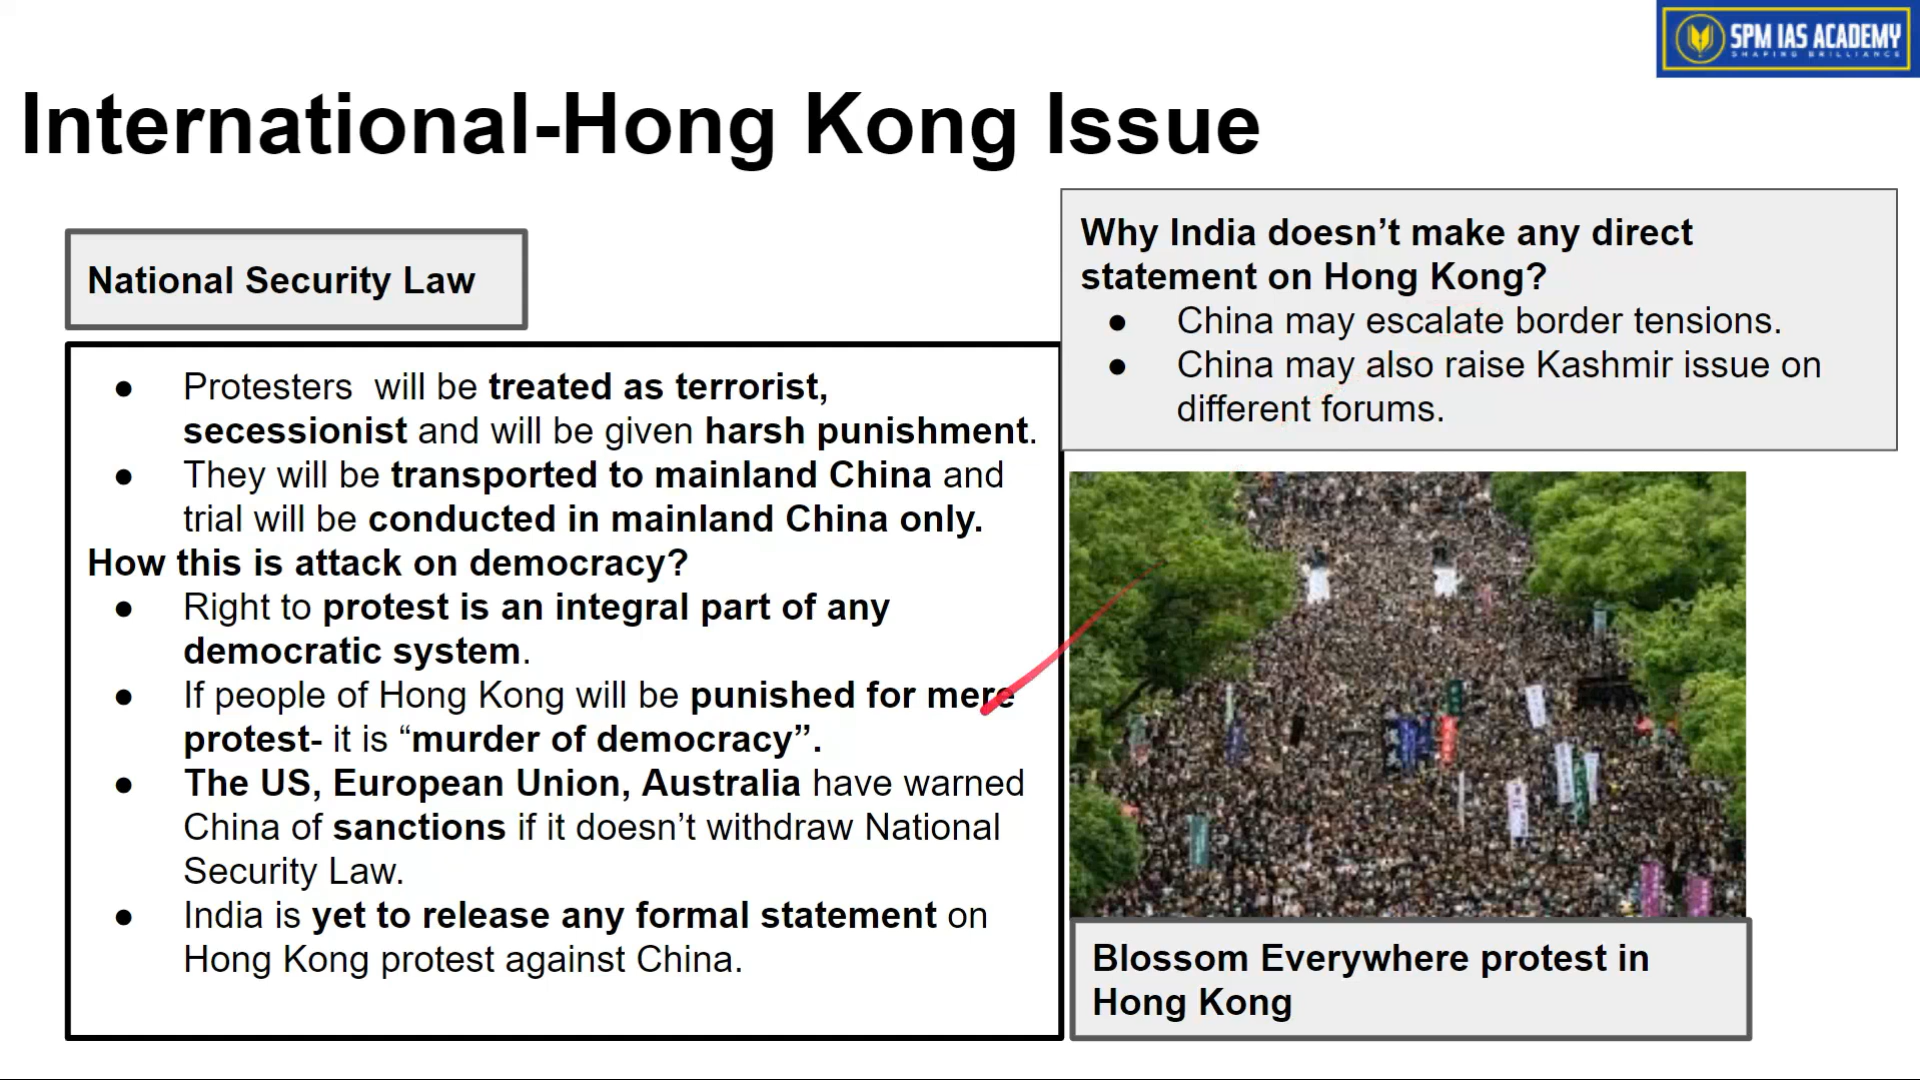 SPM IAS ACADEMY
SHAPING BRILLIANCE
International-Hong Kong Issue
National Security Law
● Protesters will be treated as terrorist,
secessionist and will be given harsh punishment.
● They will be transported to mainland China and
trial will be conducted in mainland China only.
How this is attack on democracy?
● Right to protest is an integral part of any
democratic system.
● If people of Hong Kong will be punished for mere
protest- it is “murder of democracy”.
● The US, European Union, Australia have warned
China of sanctions if it doesn’t withdraw National
Security Law.
● India is yet to release any formal statement on
Hong Kong protest against China.
Why India doesn’t make any direct
statement on Hong Kong?
● China may escalate border tensions.
● China may also raise Kashmir issue on
different forums.
Blossom Everywhere protest in
Hong Kong